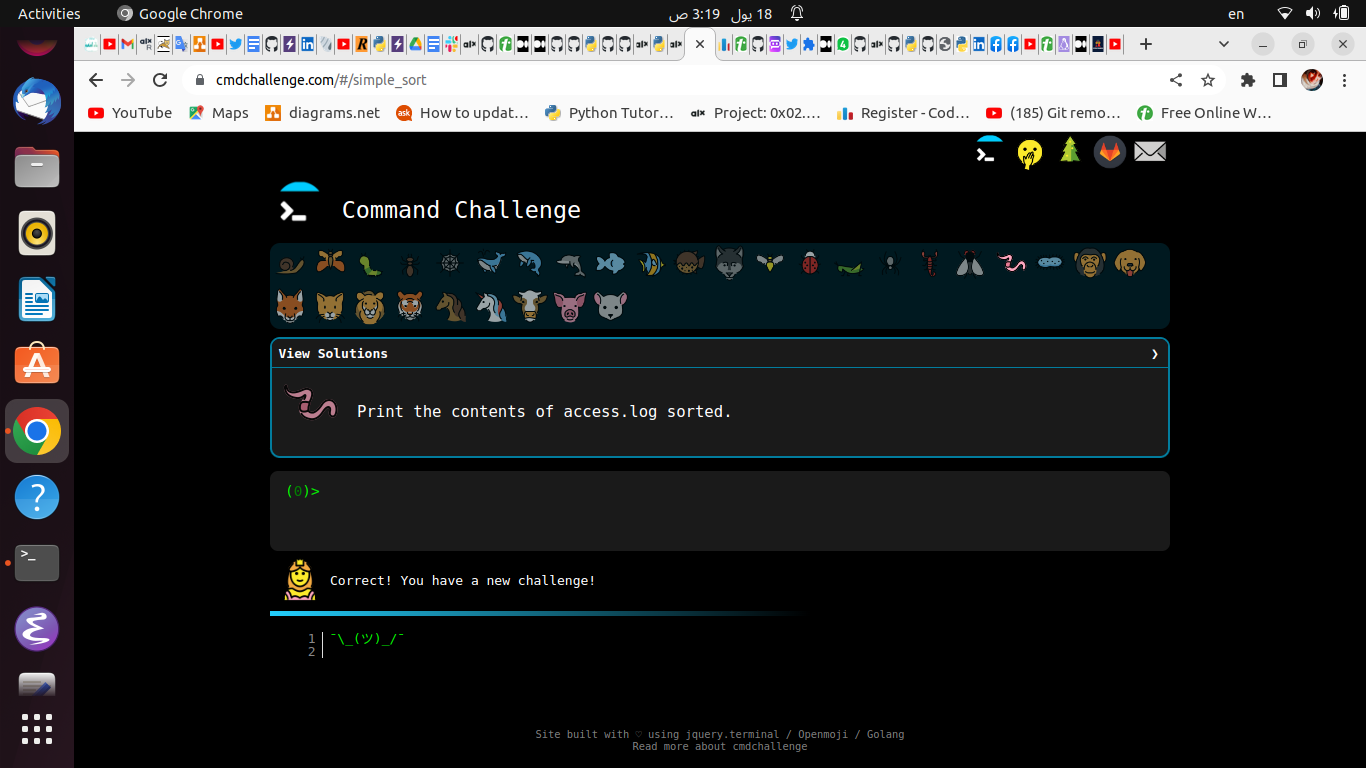 Activities Google Chrome 3:19 ص 18 يول en
cmdchallenge.com/#/simple_sort
YouTube Maps diagrams.net How to updat… Python Tutor… Project: 0x02.… Register - Cod… (185) Git remo… Free Online W…
Command Challenge
View Solutions ❯
Print the contents of access.log sorted.
(0)>
Correct! You have a new challenge!
1 ¯\_(ツ)_/¯
2
Site built with ♡ using jquery.terminal / Openmoji / Golang
Read more about cmdchallenge